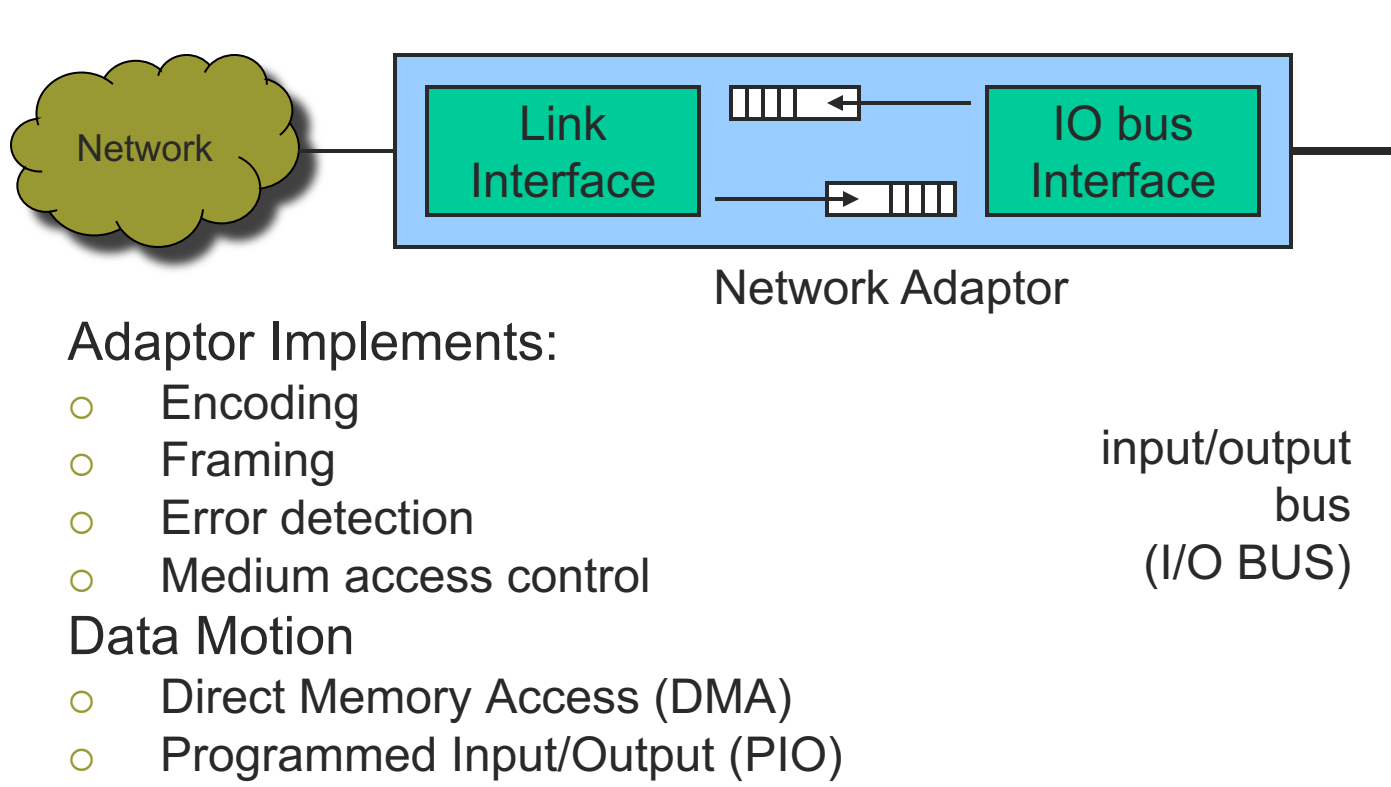 Network
Link
Interface
IO bus
Interface
Network Adaptor
Adaptor Implements:
Encoding
Framing
Error detection
Medium access control
input/output
bus
(I/O BUS)
Data Motion
Direct Memory Access (DMA)
Programmed Input/Output (PIO)